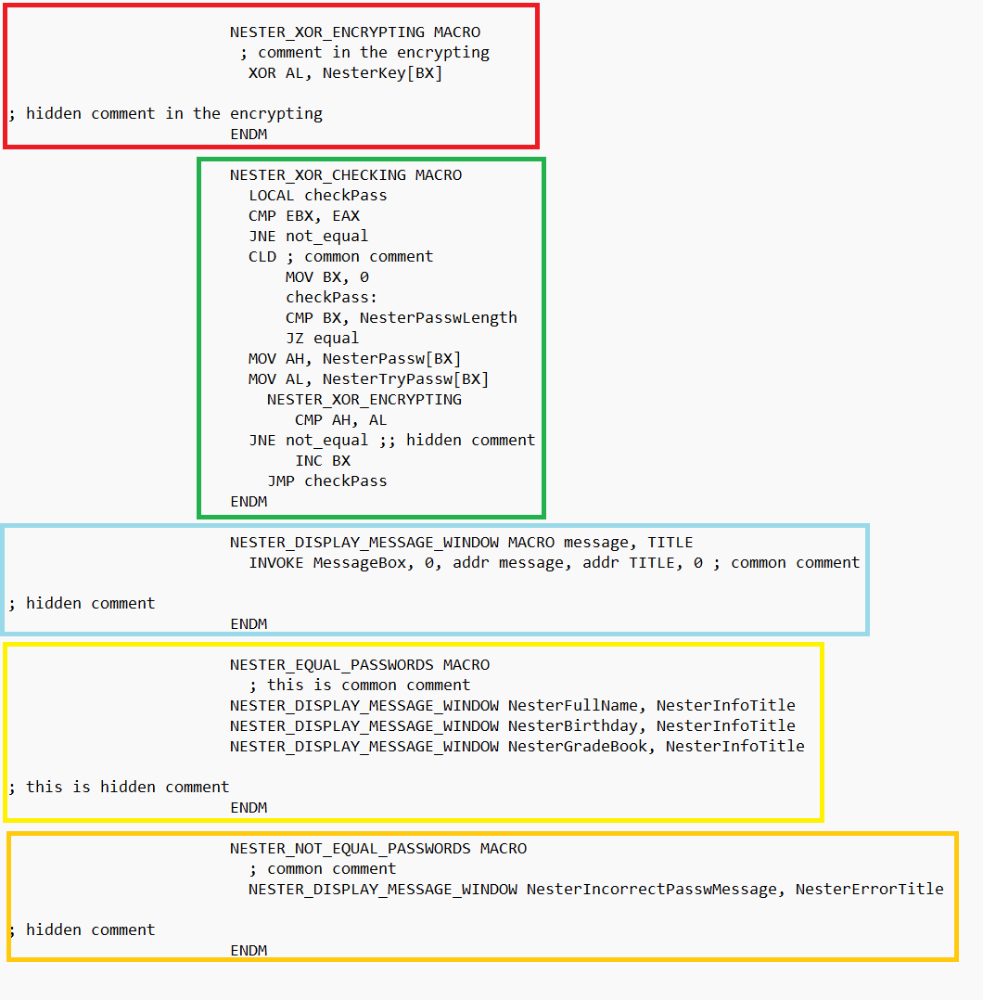 NESTER_XOR_ENCRYPTING MACRO
; comment in the encrypting
XOR AL, NesterKey[BX]
; hidden comment in the encrypting
ENDM
NESTER_XOR_CHECKING MACRO
LOCAL checkPass
CMP EBX, EAX
JNE not_equal
CLD ; common comment
MOV BX, 0
checkPass:
CMP BX, NesterPasswLength
JZ equal
MOV AH, NesterPassw[BX]
MOV AL, NesterTryPassw[BX]
NESTER_XOR_ENCRYPTING
CMP AH, AL
JNE not_equal ;; hidden comment
INC BX
JMP checkPass
ENDM
NESTER_DISPLAY_MESSAGE_WINDOW MACRO message, TITLE
INVOKE MessageBox, 0, addr message, addr TITLE, 0 ; common comment
; hidden comment
ENDM
NESTER_EQUAL_PASSWORDS MACRO
; this is common comment
NESTER_DISPLAY_MESSAGE_WINDOW NesterFullName, NesterInfoTitle
NESTER_DISPLAY_MESSAGE_WINDOW NesterBirthday, NesterInfoTitle
NESTER_DISPLAY_MESSAGE_WINDOW NesterGradeBook, NesterInfoTitle
; this is hidden comment
ENDM
NESTER_NOT_EQUAL_PASSWORDS MACRO
; common comment
NESTER_DISPLAY_MESSAGE_WINDOW NesterIncorrectPasswMessage, NesterErrorTitle
; hidden comment
ENDM